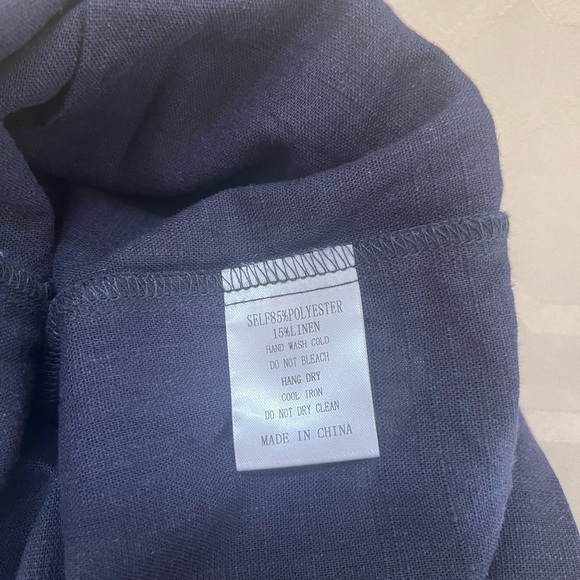 SELF85%POLYESTER
15%LINEN
HAND WASH COLD
DO NOT BLEACH
HANG DRY
COOL IRON
DO NOT DRY CLEAN
MADE IN CHINA